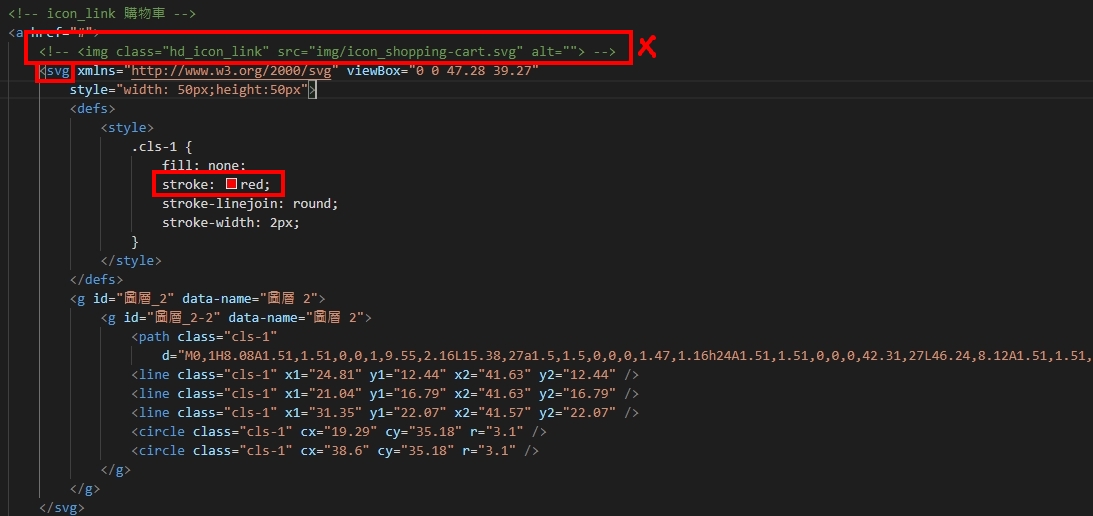 <!-- icon_link 購物車 -->
<a href="#">
<!-- <img class="hd_icon_link" src="img/icon_shopping-cart.svg" alt=""> -->
X
<svg xmlns="http://www.w3.org/2000/svg" viewBox="0 0 47.28 39.27"
style="width: 50px;height:50px">
<defs>
<style>
.cls-1 {
fill: none;
stroke: red;
stroke-linejoin: round;
stroke-width: 2px;
}
</style>
</defs>
<g id="圖層_2" data-name="圖層 2">
<g id="圖層_2-2" data-name="圖層 2">
<path class="cls-1"
d="M0,1H8.08A1.51,1.51,0,0,1,9.55,2.16L15.38,27a1.5,1.5,0,0,0,1.47,1.16h24A1.51,1.51,0,0,0,42.31,27L46.24,8.12A1.51,1.51,
<line class="cls-1" x1="24.81" y1="12.44" x2="41.63" y2="12.44" />
<line class="cls-1" x1="21.04" y1="16.79" x2="41.63" y2="16.79" />
<line class="cls-1" x1="31.35" y1="22.07" x2="41.57" y2="22.07" />
<circle class="cls-1" cx="19.29" cy="35.18" r="3.1" />
<circle class="cls-1" cx="38.6" cy="35.18" r="3.1" />
</g>
</g>
</svg>